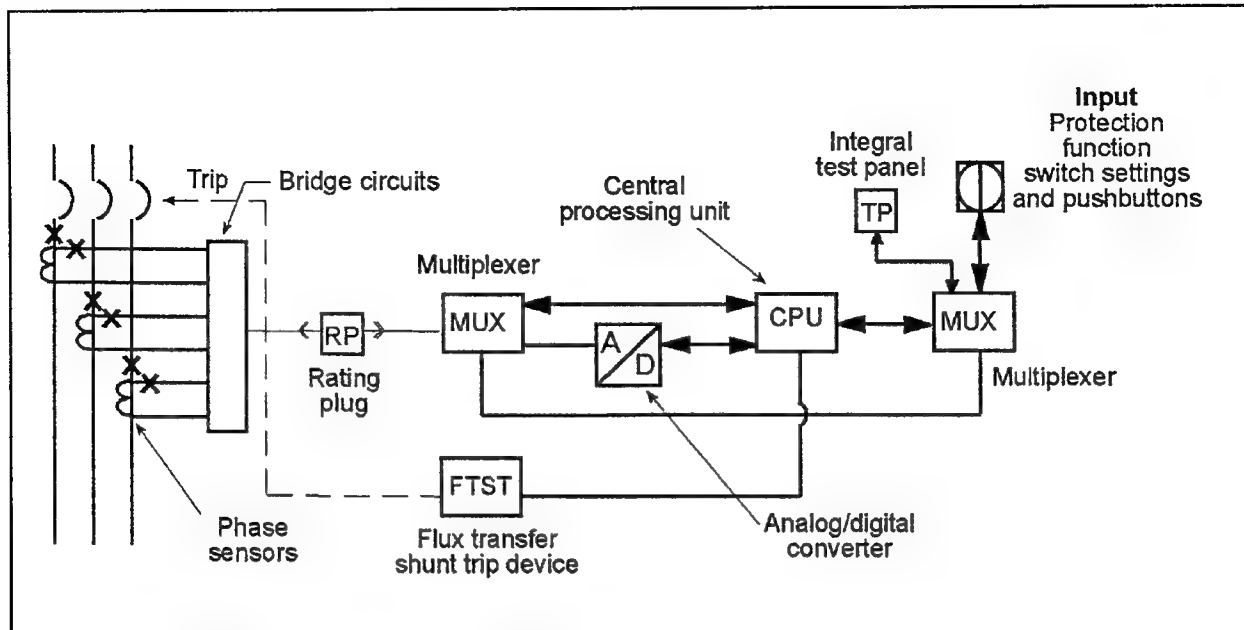 Input
Protection
function
switch settings
and pushbuttons
Integral
test panel
TP
Trip
Bridge circuits
Central
processing unit
Multiplexer
MUX
CPU
MUX
RP
Rating
plug
A
D
Multiplexer
FTST
Flux transfer
shunt trip device
Phase
sensors
Analog/digital
converter